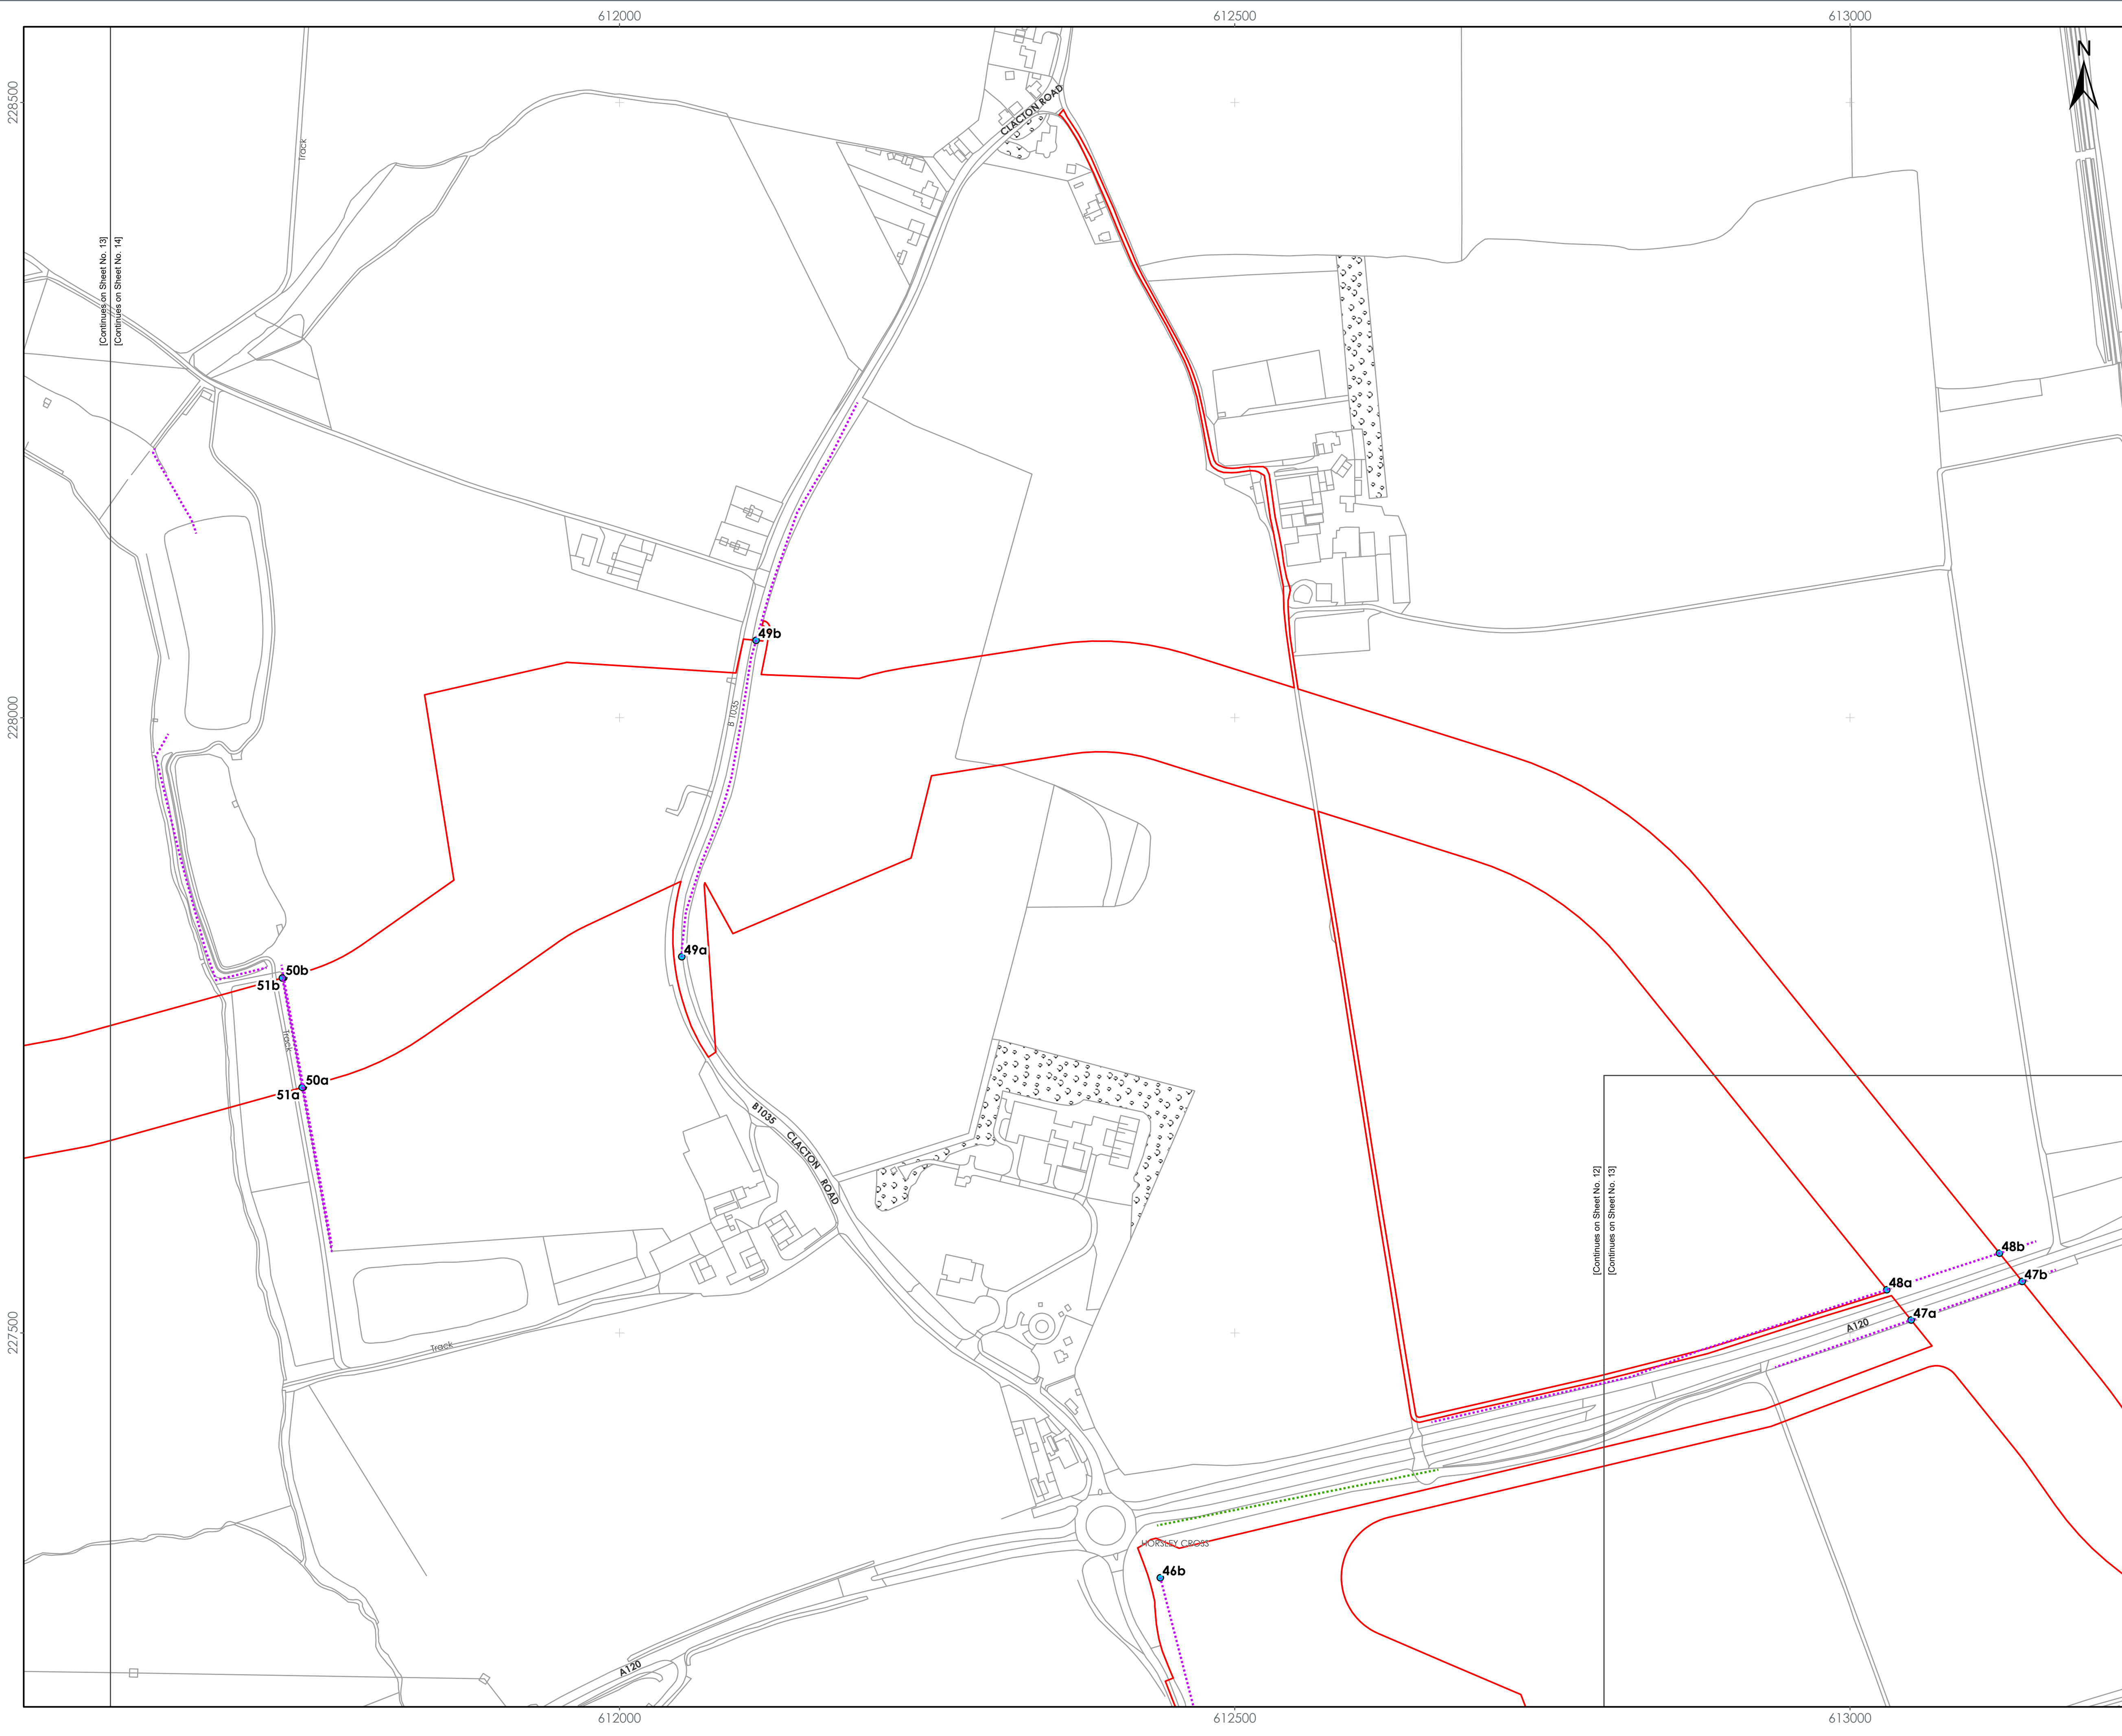 612000
612500
613000
N
228500
CLACTON ROAD
Track
[Continues on Sheet No. 13]
[Continues on Sheet No. 14]
49b
B 1035
228000
49a
50b
51b
Track
50a
51a
B1035
CLACTON
ROAD
[Continues on Sheet No. 12]
[Continues on Sheet No. 13]
48b
47b
48a
47a
A120
227500
Track
HORSLEY CROSS
46b
A120
612000
612500
613000